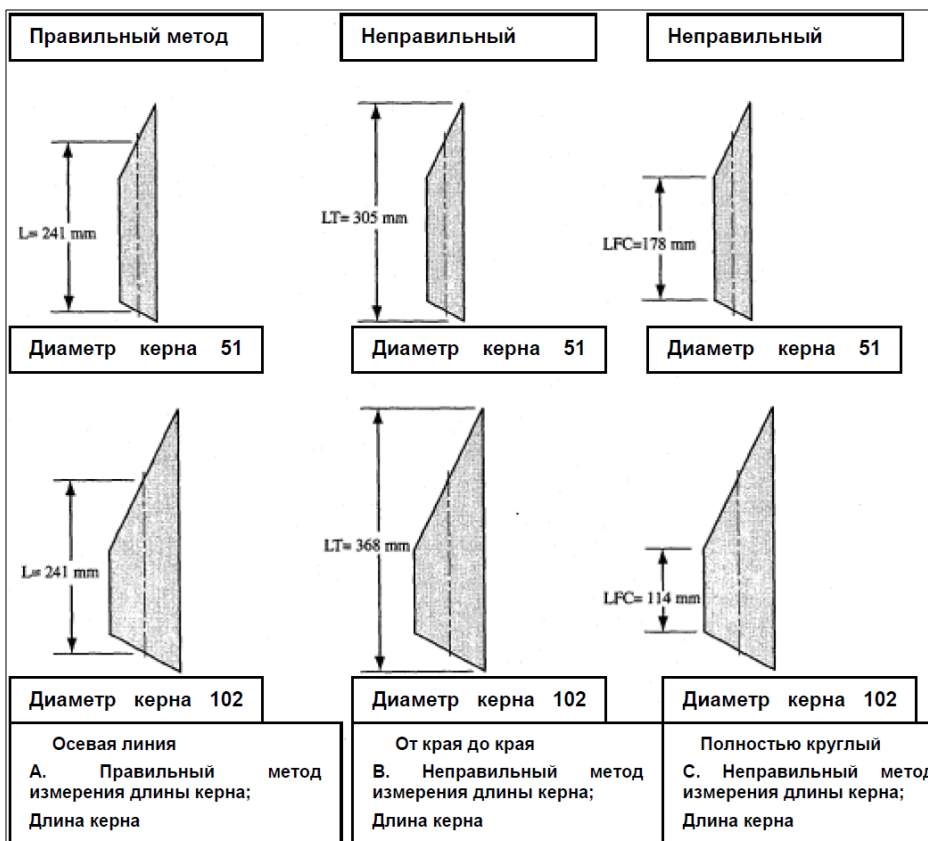 Правильный метод
Неправильный
Неправильный
L= 241 mm
LT= 305 mm
LFC=178 mm
Диаметр керна 51
Диаметр керна 51
Диаметр керна 51
L= 241 mm
LT= 368 mm
LFC= 114 mm
Диаметр керна 102
Диаметр керна 102
Диаметр керна 102
Осевая линия
A. Правильный метод
измерения длины керна;
Длина керна
От края до края
B. Неправильный метод
измерения длины керна;
Длина керна
Полностью круглый
C. Неправильный метод
измерения длины керна;
Длина керна